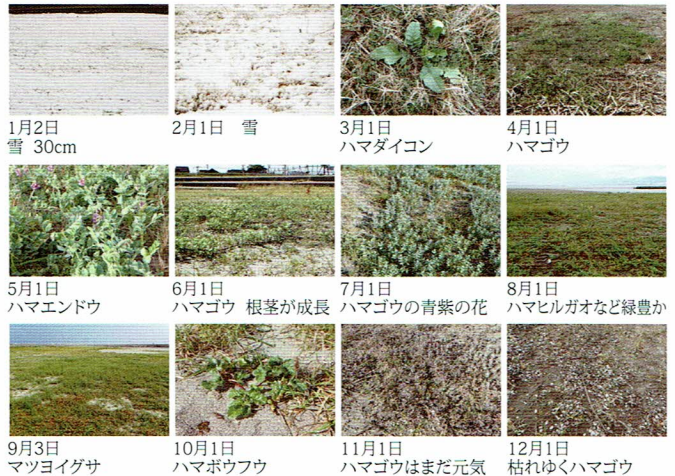 1月2日
雪 30cm
2月1日 雪
3月1日
ハマダイコン
4月1日
ハマゴウ
5月1日
ハマエンドウ
6月1日
ハマゴウ 根茎が成長
7月1日
ハマゴウの青紫の花
8月1日
ハマヒルガオなど緑豊か
9月3日
マツヨイグサ
10月1日
ハマボウフウ
11月1日
ハマゴウはまだ元気
12月1日
枯れゆくハマゴウ